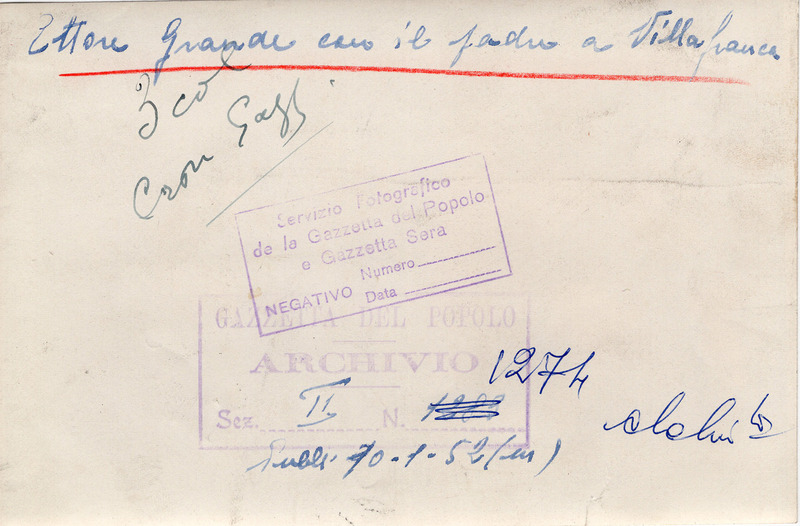 Ettore Grande con il padre a Villafranca
3 col
Cron
Servizio Fotografico
de la Gazzetta del Popolo
e Gazzetta Sera
Numero
NEGATIVO Data
GAZZETTA DEL POPOLO
ARCHIVIO
1274
Sez. II N.
Pubbl. 10-1-52 (m)